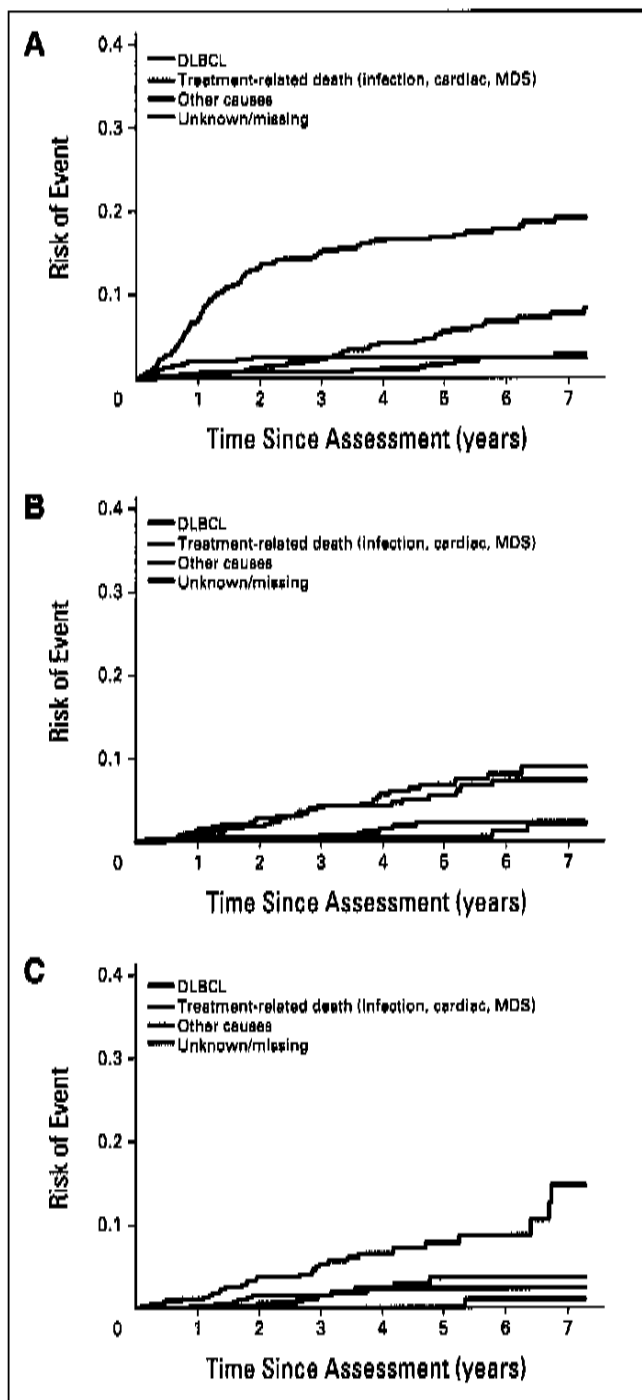 A
0.4
DLBCL
Treatment-related death (infection, cardiac, MDS)
Other causes
Unknown/missing
0.3
0.2
0.1
Risk of Event
0 1 2 3 4 5 6 7
Time Since Assessment (years)
B
0.4
DLBCL
Treatment-related death (infection, cardiac, MDS)
Other causes
Unknown/missing
0.3
0.2
0.1
Risk of Event
0 1 2 3 4 5 6 7
Time Since Assessment (years)
C
0.4
DLBCL
Treatment-related death (infection, cardiac, MDS)
Other causes
Unknown/missing
0.3
0.2
0.1
Risk of Event
0 1 2 3 4 5 6 7
Time Since Assessment (years)